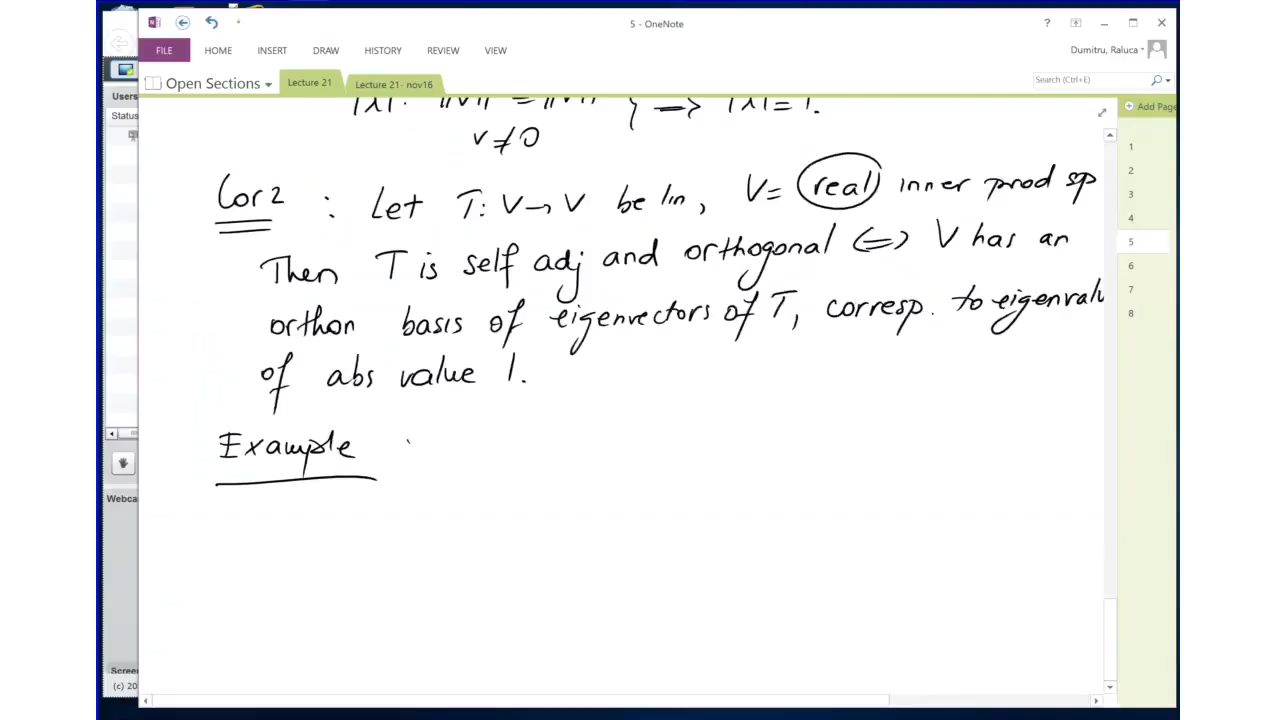 5 - OneNote
FILE HOME INSERT DRAW HISTORY REVIEW VIEW
Dumitru, Raluca
Open Sections Lecture 21 Lecture 21- nov16
Search (Ctrl+E)
Add Page
Users
Status
Webca
Scree
(c) 20
1
2
3
4
5
6
7
8
|λ| · ||v|| = ||v|| } => |λ| = 1.
v ≠ 0
Cor 2 : Let T: V → V be lin, V = real inner prod sp
Then T is self adj and orthogonal <=> V has an
orthon basis of eigenvectors of T, corresp. to eigenvalu
of abs value 1.
Example